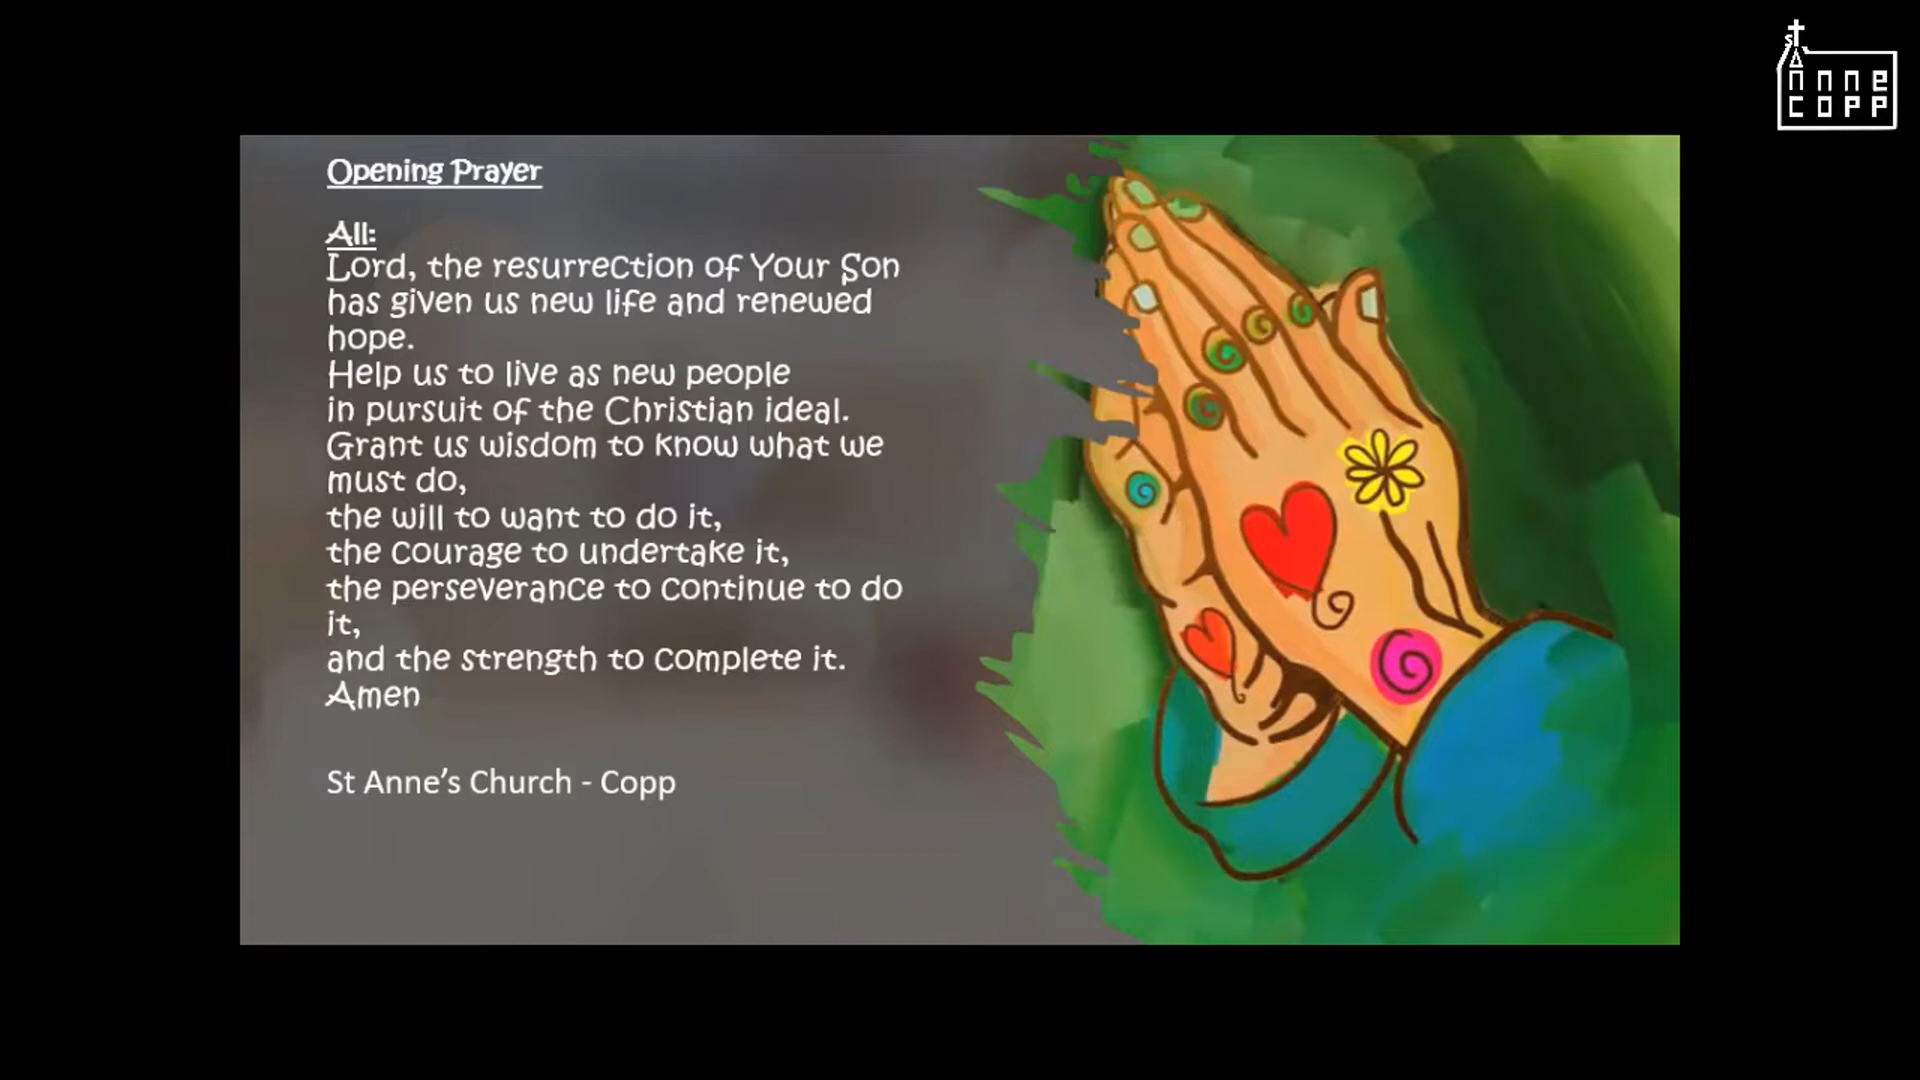 Opening Prayer
All:
Lord, the resurrection of Your Son
has given us new life and renewed
hope.
Help us to live as new people
in pursuit of the Christian ideal.
Grant us wisdom to know what we
must do,
the will to want to do it,
the courage to undertake it,
the perseverance to continue to do
it,
and the strength to complete it.
Amen
St Anne’s Church - Copp
St
Anne
COPP